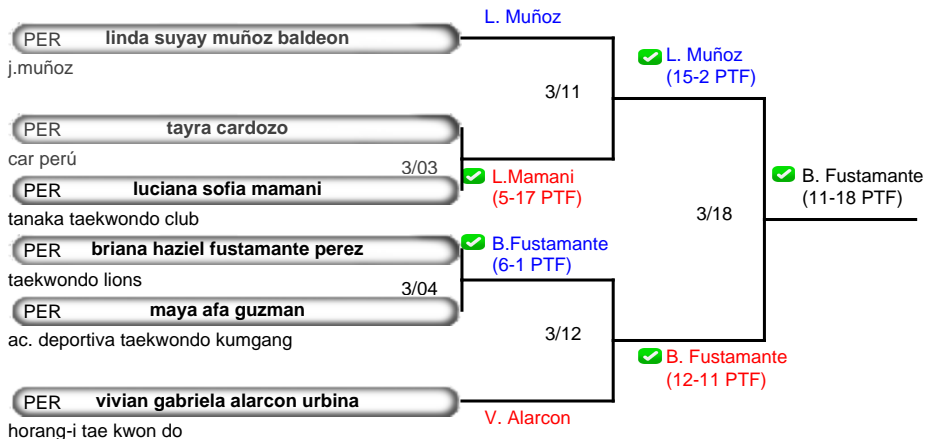 L. Muñoz
PER linda suyay muñoz baldeon
j.muñoz
L. Muñoz
(15-2 PTF)
3/11
PER tayra cardozo
car perú
3/03
L.Mamani
(5-17 PTF)
PER luciana sofia mamani
tanaka taekwondo club
B. Fustamante
(11-18 PTF)
3/18
PER briana haziel fustamante perez
taekwondo lions
B.Fustamante
(6-1 PTF)
3/04
PER maya afa guzman
ac. deportiva taekwondo kumgang
3/12
B. Fustamante
(12-11 PTF)
PER vivian gabriela alarcon urbina
horang-i tae kwon do
V. Alarcon